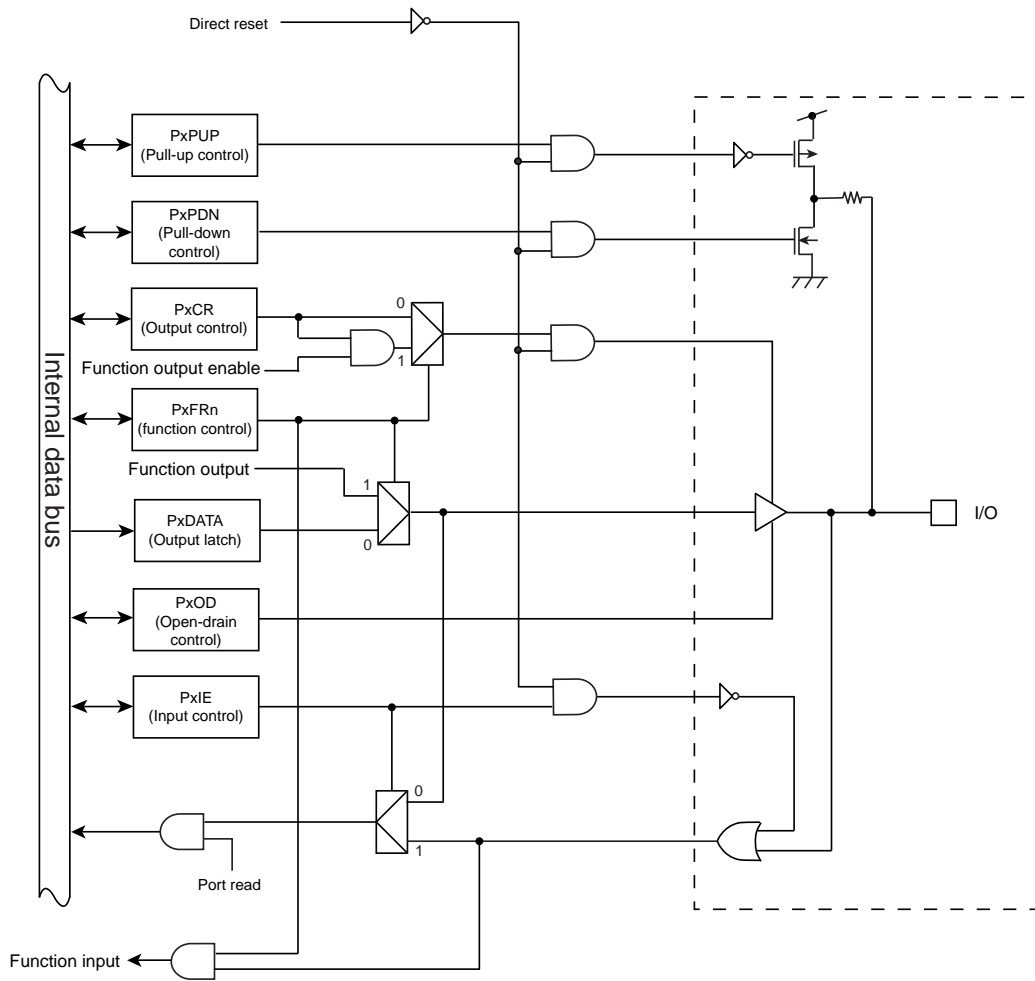 Direct reset
PxPUP
(Pull-up control)
PxPDN
(Pull-down
control)
PxCR
(Output control)
0
1
Function output enable
Internal data bus
PxFRn
(function control)
Function output
1
PxDATA
(Output latch)
0
I/O
PxOD
(Open-drain
control)
PxIE
(Input control)
0
1
Port read
Function input